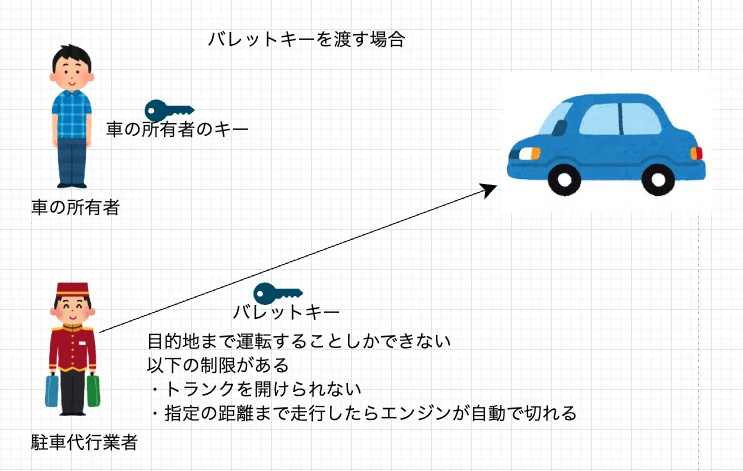 バレットキーを渡す場合
車の所有者のキー
車の所有者
バレットキー
目的地まで運転することしかできない
以下の制限がある
・トランクを開けられない
・指定の距離まで走行したらエンジンが自動で切れる
駐車代行業者